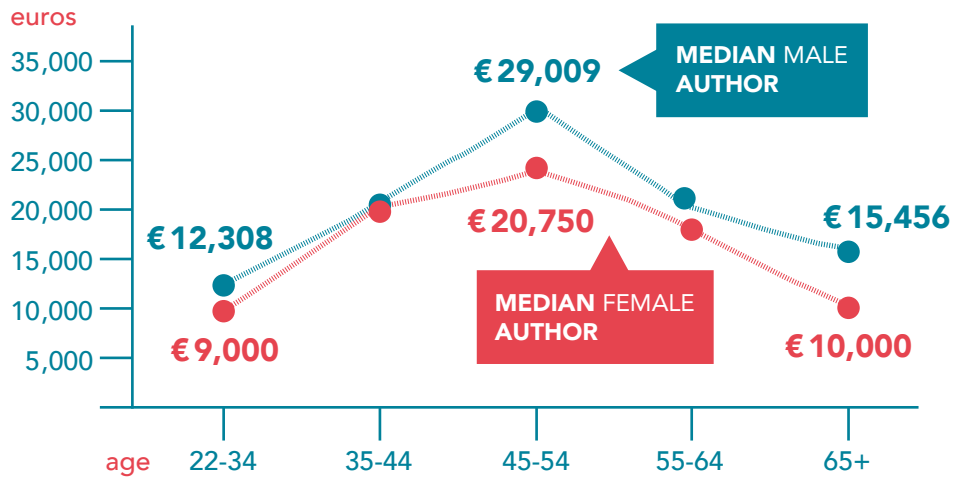 euros
35,000
30,000
25,000
20,000
15,000
10,000
5,000
€ 29,009
MEDIAN MALE
AUTHOR
€ 12,308
€ 20,750
€ 15,456
MEDIAN FEMALE
AUTHOR
€ 9,000
€ 10,000
age 22-34 35-44 45-54 55-64 65+